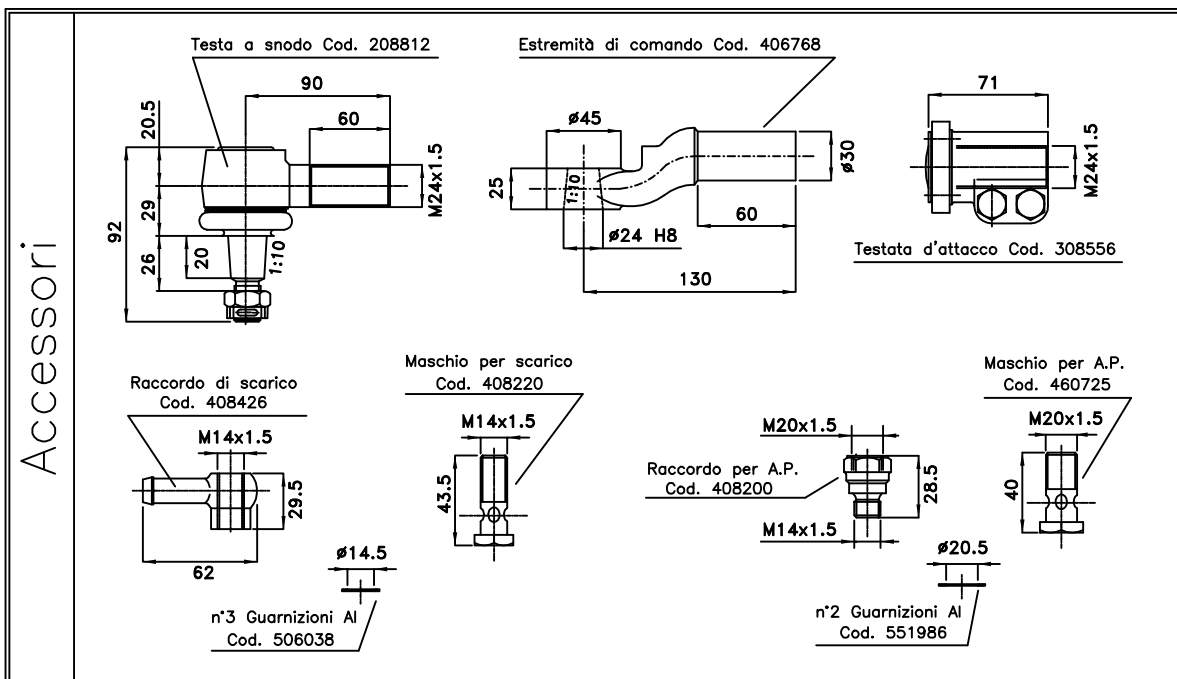 Accessori
Testa a snodo Cod. 208812
90
60
20.5
29
92
26
20
1:10
M24x1.5
Estremità di comando Cod. 406768
ø45
25
1:10
ø24 H8
ø30
60
130
71
M24x1.5
Testata d'attacco Cod. 308556
Raccordo di scarico
Cod. 408426
M14x1.5
29.5
62
Maschio per scarico
Cod. 408220
M14x1.5
43.5
ø14.5
n°3 Guarnizioni Al
Cod. 506038
M20x1.5
Raccordo per A.P.
Cod. 408200
28.5
M14x1.5
Maschio per A.P.
Cod. 460725
M20x1.5
40
ø20.5
n°2 Guarnizioni Al
Cod. 551986